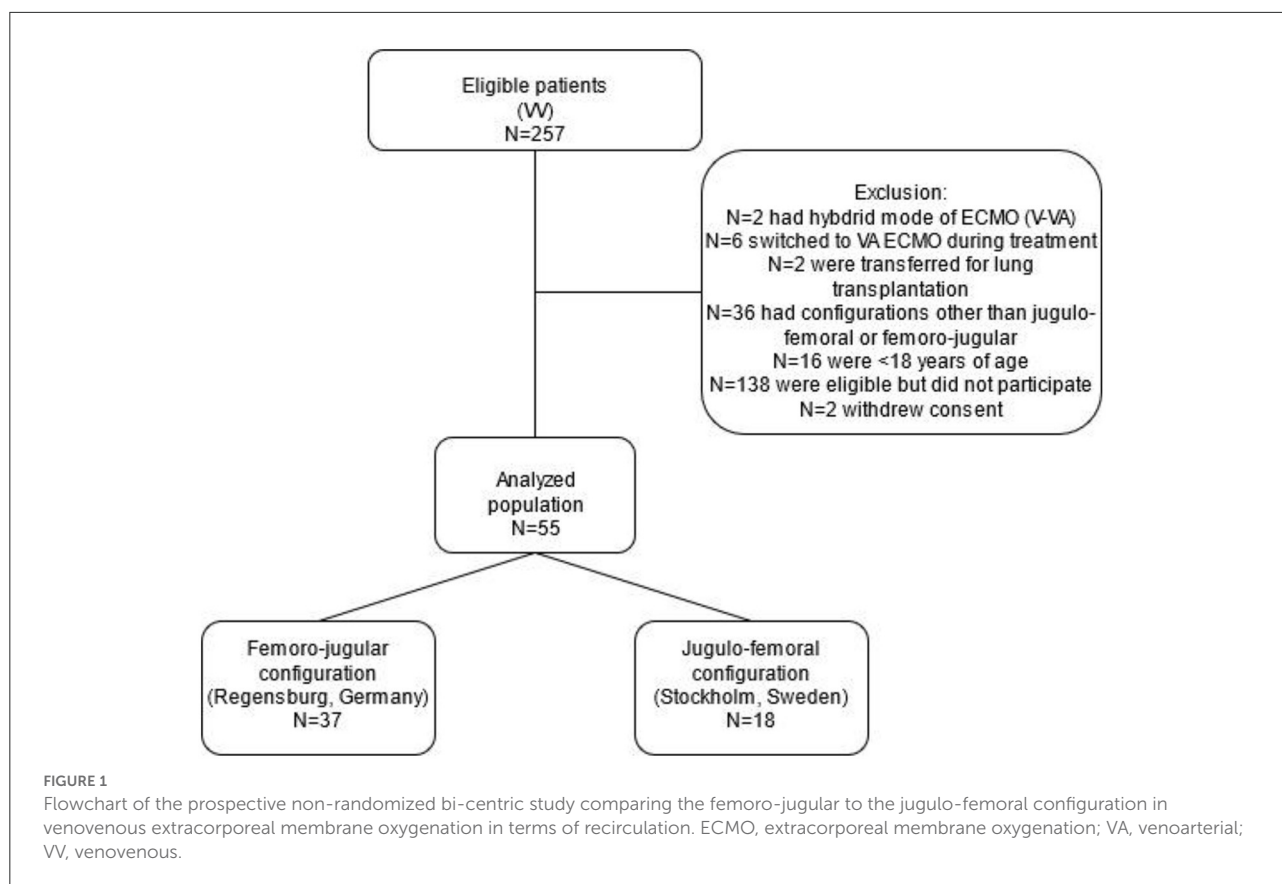 Eligible patients
(VV)
N=257
Exclusion:
N=2 had hybdrid mode of ECMO (V-VA)
N=6 switched to VA ECMO during treatment
N=2 were transferred for lung
transplantation
N=36 had configurations other than jugulo-
femoral or femoro-jugular
N=16 were <18 years of age
N=138 were eligible but did not participate
N=2 withdrew consent
Analyzed
population
N=55
Femoro-jugular
configuration
(Regensburg, Germany)
N=37
Jugulo-femoral
configuration
(Stockholm, Sweden)
N=18
FIGURE 1
Flowchart of the prospective non-randomized bi-centric study comparing the femoro-jugular to the jugulo-femoral configuration in
venovenous extracorporeal membrane oxygenation in terms of recirculation. ECMO, extracorporeal membrane oxygenation; VA, venoarterial;
VV, venovenous.